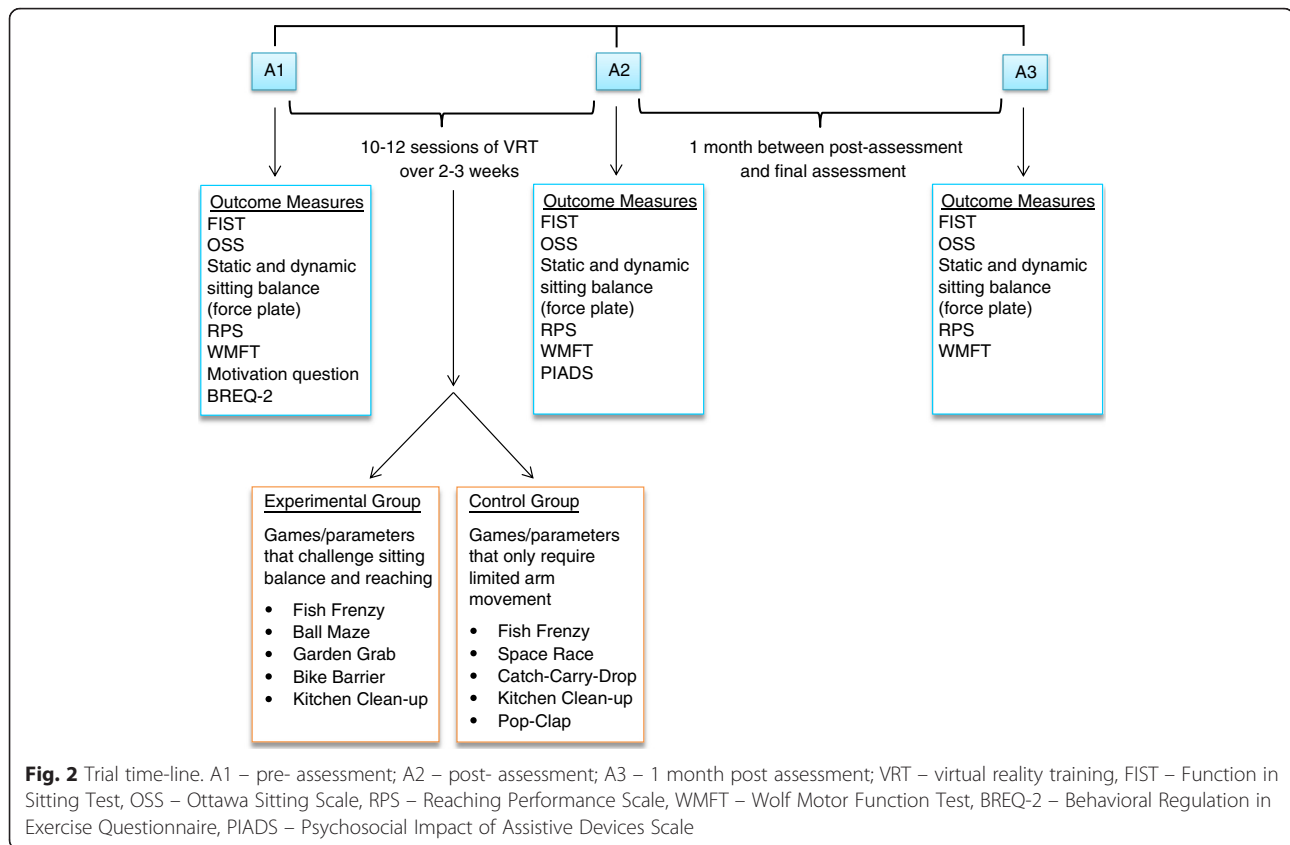 A1
A2
A3
10-12 sessions of VRT
over 2-3 weeks
1 month between post-assessment
and final assessment
Outcome Measures
FIST
OSS
Static and dynamic
sitting balance
(force plate)
RPS
WMFT
Motivation question
BREQ-2
Outcome Measures
FIST
OSS
Static and dynamic
sitting balance
(force plate)
RPS
WMFT
PIADS
Outcome Measures
FIST
OSS
Static and dynamic
sitting balance
(force plate)
RPS
WMFT
Experimental Group
Games/parameters
that challenge sitting
balance and reaching
• Fish Frenzy
• Ball Maze
• Garden Grab
• Bike Barrier
• Kitchen Clean-up
Control Group
Games/parameters
that only require
limited arm
movement
• Fish Frenzy
• Space Race
• Catch-Carry-Drop
• Kitchen Clean-up
• Pop-Clap
Fig. 2 Trial time-line. A1 – pre- assessment; A2 – post- assessment; A3 – 1 month post assessment; VRT – virtual reality training, FIST – Function in
Sitting Test, OSS – Ottawa Sitting Scale, RPS – Reaching Performance Scale, WMFT – Wolf Motor Function Test, BREQ-2 – Behavioral Regulation in
Exercise Questionnaire, PIADS – Psychosocial Impact of Assistive Devices Scale